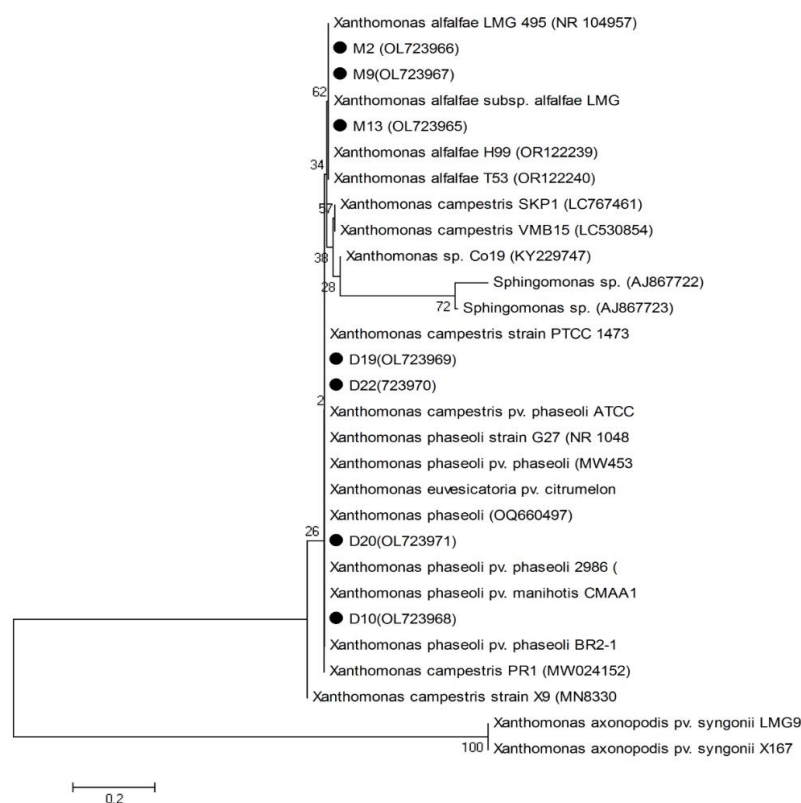 Xanthomonas alfalfae LMG 495 (NR 104957)
M2 (OL723966)
M9(OL723967)
62
Xanthomonas alfalfae subsp. alfalfae LMG
M13 (OL723965)
Xanthomonas alfalfae H99 (OR122239)
34
Xanthomonas alfalfae T53 (OR122240)
Xanthomonas campestris SKP1 (LC767461)
57
Xanthomonas campestris VMB15 (LC530854)
Xanthomonas sp. Co19 (KY229747)
38
Sphingomonas sp. (AJ867722)
28
Sphingomonas sp. (AJ867723)
72
Xanthomonas campestris strain PTCC 1473
D19(OL723969)
D22(723970)
2
Xanthomonas campestris pv. phaseoli ATCC
Xanthomonas phaseoli strain G27 (NR 1048
Xanthomonas phaseoli pv. phaseoli (MW453
Xanthomonas euvesicatoria pv. citrumelon
Xanthomonas phaseoli (OQ660497)
26
D20(OL723971)
Xanthomonas phaseoli pv. phaseoli 2986 (
Xanthomonas phaseoli pv. manihotis CMAA1
D10(OL723968)
Xanthomonas phaseoli pv. phaseoli BR2-1
Xanthomonas campestris PR1 (MW024152)
Xanthomonas campestris strain X9 (MN8330
Xanthomonas axonopodis pv. syngonii LMG9
100
Xanthomonas axonopodis pv. syngonii X167
0.2